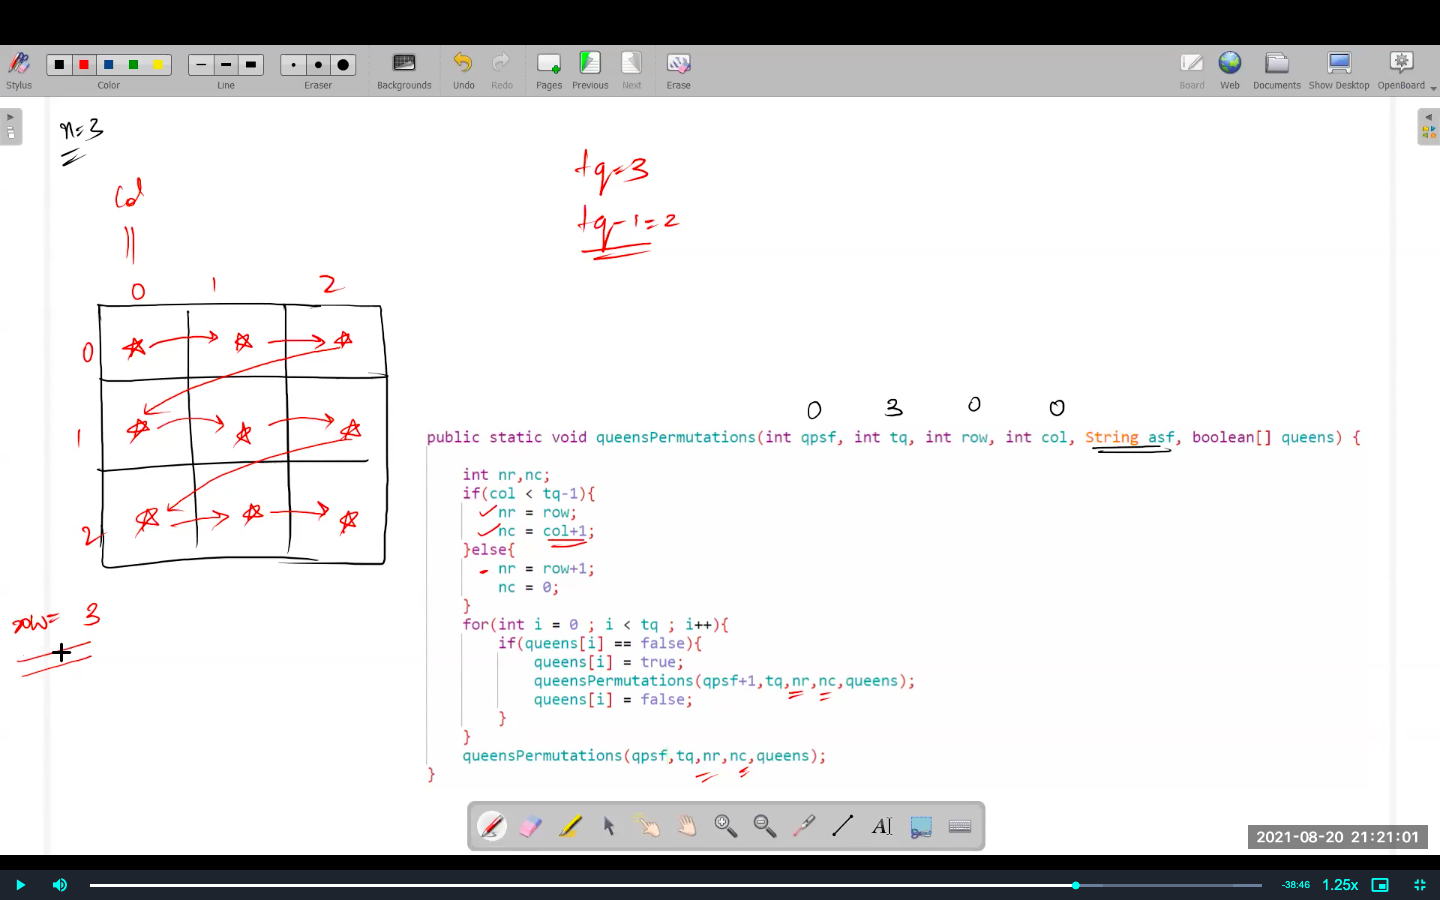 Stylus Color Line Eraser Backgrounds Undo Redo Pages Previous Next Erase Board Web Documents Show Desktop OpenBoard
n=3
tq=3
tq-1=2
col
0 1 2
0
1
2
row= 3
0 3 0 0
public static void queensPermutations(int qpsf, int tq, int row, int col, String asf, boolean[] queens) {
int nr,nc;
if(col < tq-1){
nr = row;
nc = col+1;
}else{
nr = row+1;
nc = 0;
}
for(int i = 0 ; i < tq ; i++){
if(queens[i] == false){
queens[i] = true;
queensPermutations(qpsf+1,tq,nr,nc,queens);
queens[i] = false;
}
}
queensPermutations(qpsf,tq,nr,nc,queens);
}
AI
2021-08-20 21:21:01
-38:46 1.25x